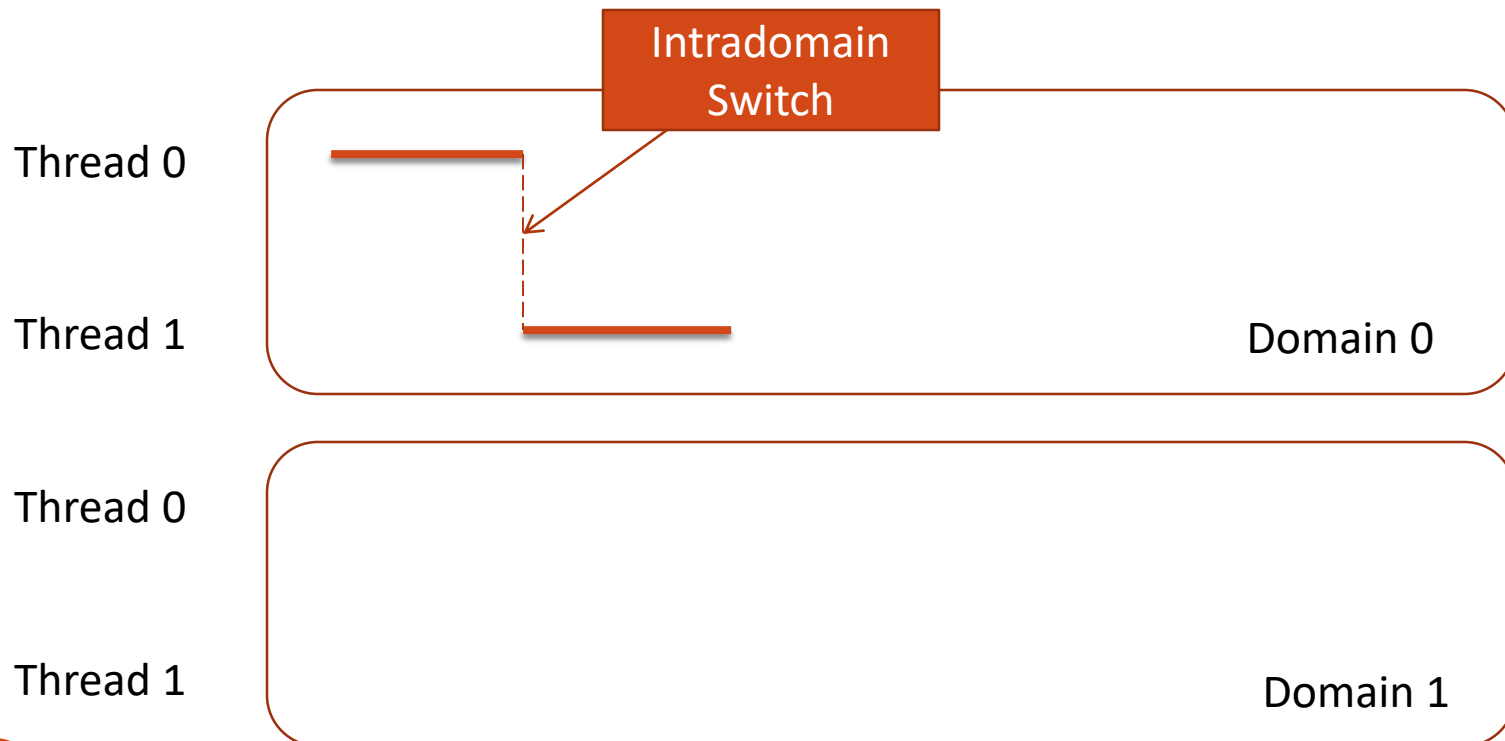 Intradomain
Switch
Thread 0
Thread 1
Domain 0
Thread 0
Thread 1
Domain 1